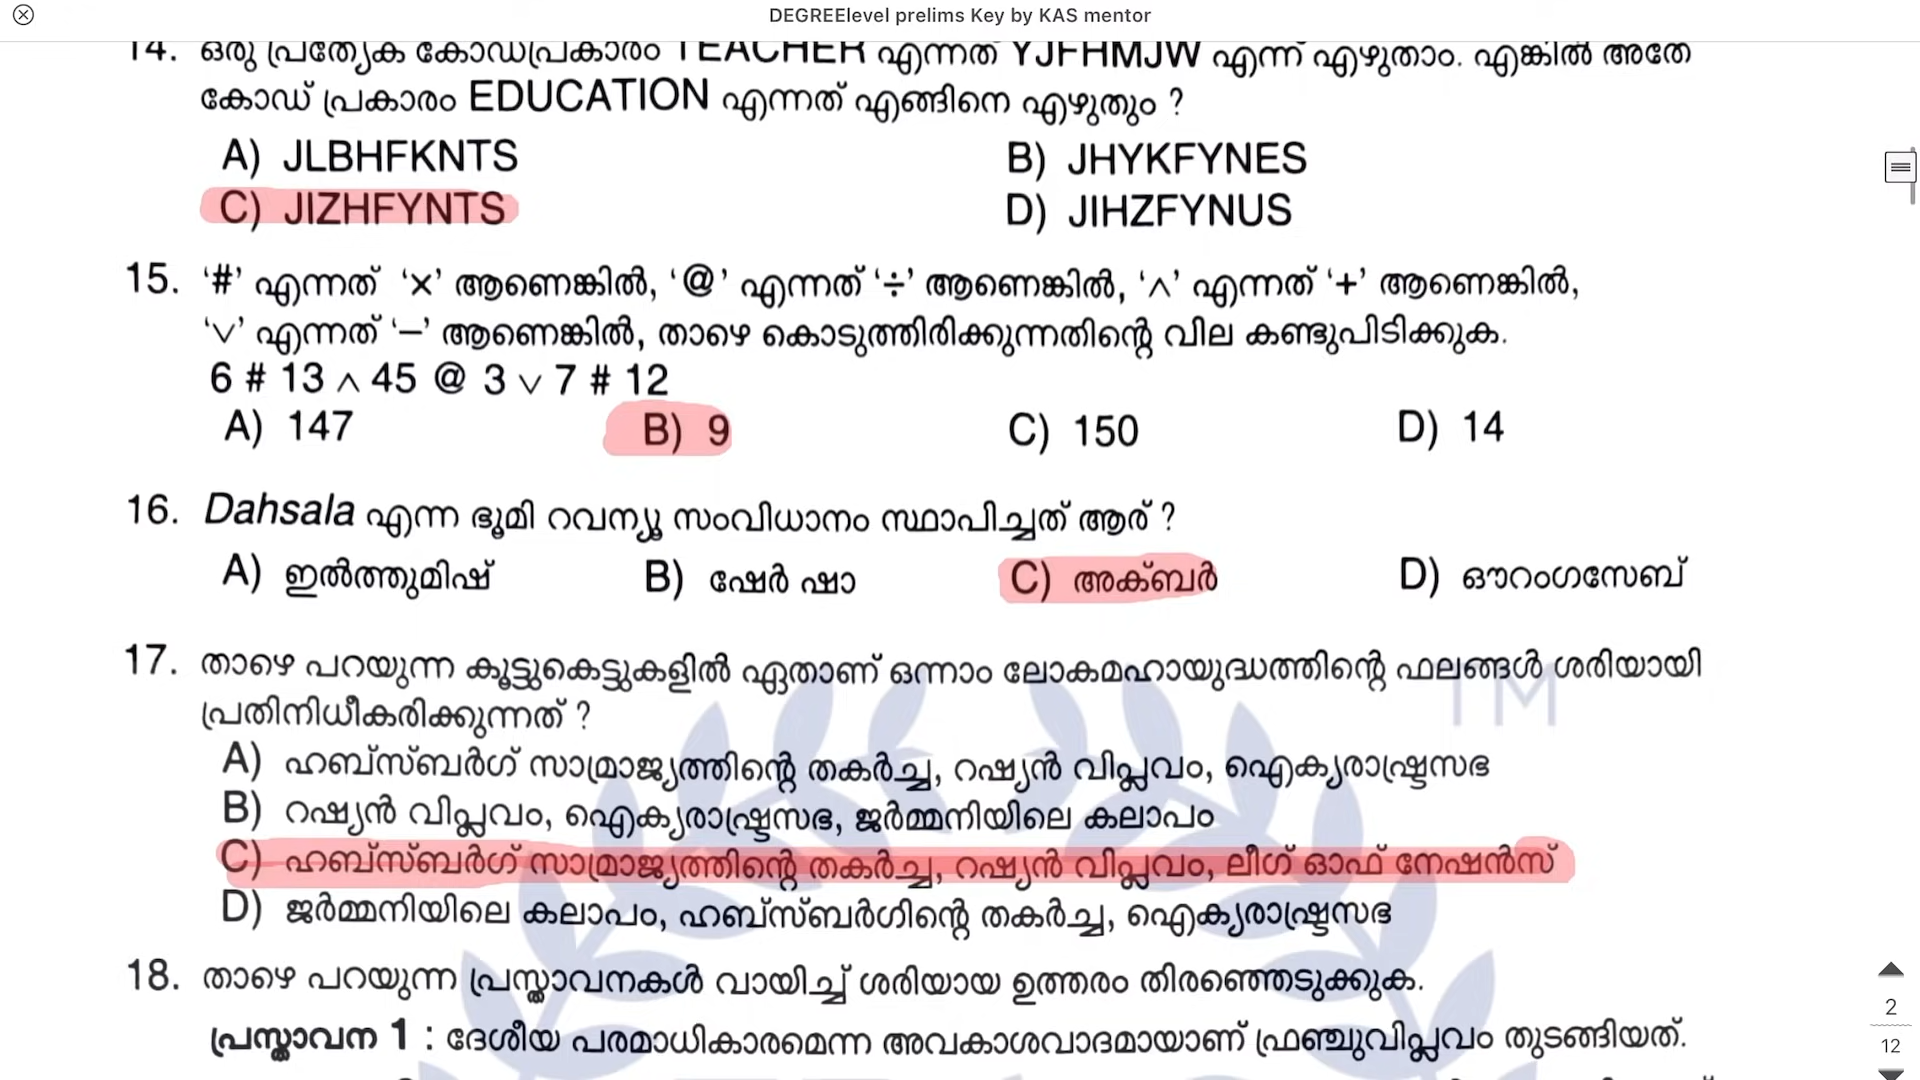 DEGREElevel prelims Key by KAS mentor
14. ഒരു പ്രത്യേക കോഡ്പ്രകാരം TEACHER എന്നത് YJFHMJW എന്ന് എഴുതാം. എങ്കിൽ അതേ
കോഡ് പ്രകാരം EDUCATION എന്നത് എങ്ങിനെ എഴുതും ?
A) JLBHFKNTS B) JHYKFYNES
C) JIZHFYNTS D) JIHZFYNUS
15. ‘#’ എന്നത് ‘×’ ആണെങ്കിൽ, ‘@’ എന്നത് ‘÷’ ആണെങ്കിൽ, ‘∧’ എന്നത് ‘+’ ആണെങ്കിൽ,
‘∨’ എന്നത് ‘–’ ആണെങ്കിൽ, താഴെ കൊടുത്തിരിക്കുന്നതിന്റെ വില കണ്ടുപിടിക്കുക.
6 # 13 ∧ 45 @ 3 ∨ 7 # 12
A) 147 B) 9 C) 150 D) 14
16. Dahsala എന്ന ഭൂമി റവന്യൂ സംവിധാനം സ്ഥാപിച്ചത് ആര് ?
A) ഇൽത്തുമിഷ് B) ഷേർ ഷാ C) അക്ബർ D) ഔറംഗസേബ്
17. താഴെ പറയുന്ന കൂട്ടുകെട്ടുകളിൽ ഏതാണ് ഒന്നാം ലോകമഹായുദ്ധത്തിന്റെ ഫലങ്ങൾ ശരിയായി
പ്രതിനിധീകരിക്കുന്നത് ?
TM
A) ഹബ്സ്ബർഗ് സാമ്രാജ്യത്തിന്റെ തകർച്ച, റഷ്യൻ വിപ്ലവം, ഐക്യരാഷ്ട്രസഭ
B) റഷ്യൻ വിപ്ലവം, ഐക്യരാഷ്ട്രസഭ, ജർമ്മനിയിലെ കലാപം
C) ഹബ്സ്ബർഗ് സാമ്രാജ്യത്തിന്റെ തകർച്ച, റഷ്യൻ വിപ്ലവം, ലീഗ് ഓഫ് നേഷൻസ്
D) ജർമ്മനിയിലെ കലാപം, ഹബ്സ്ബർഗിന്റെ തകർച്ച, ഐക്യരാഷ്ട്രസഭ
18. താഴെ പറയുന്ന പ്രസ്താവനകൾ വായിച്ച് ശരിയായ ഉത്തരം തിരഞ്ഞെടുക്കുക.
പ്രസ്താവന 1 : ദേശീയ പരമാധികാരമെന്ന അവകാശവാദമായാണ് ഫ്രഞ്ചുവിപ്ലവം തുടങ്ങിയത്.
2
12